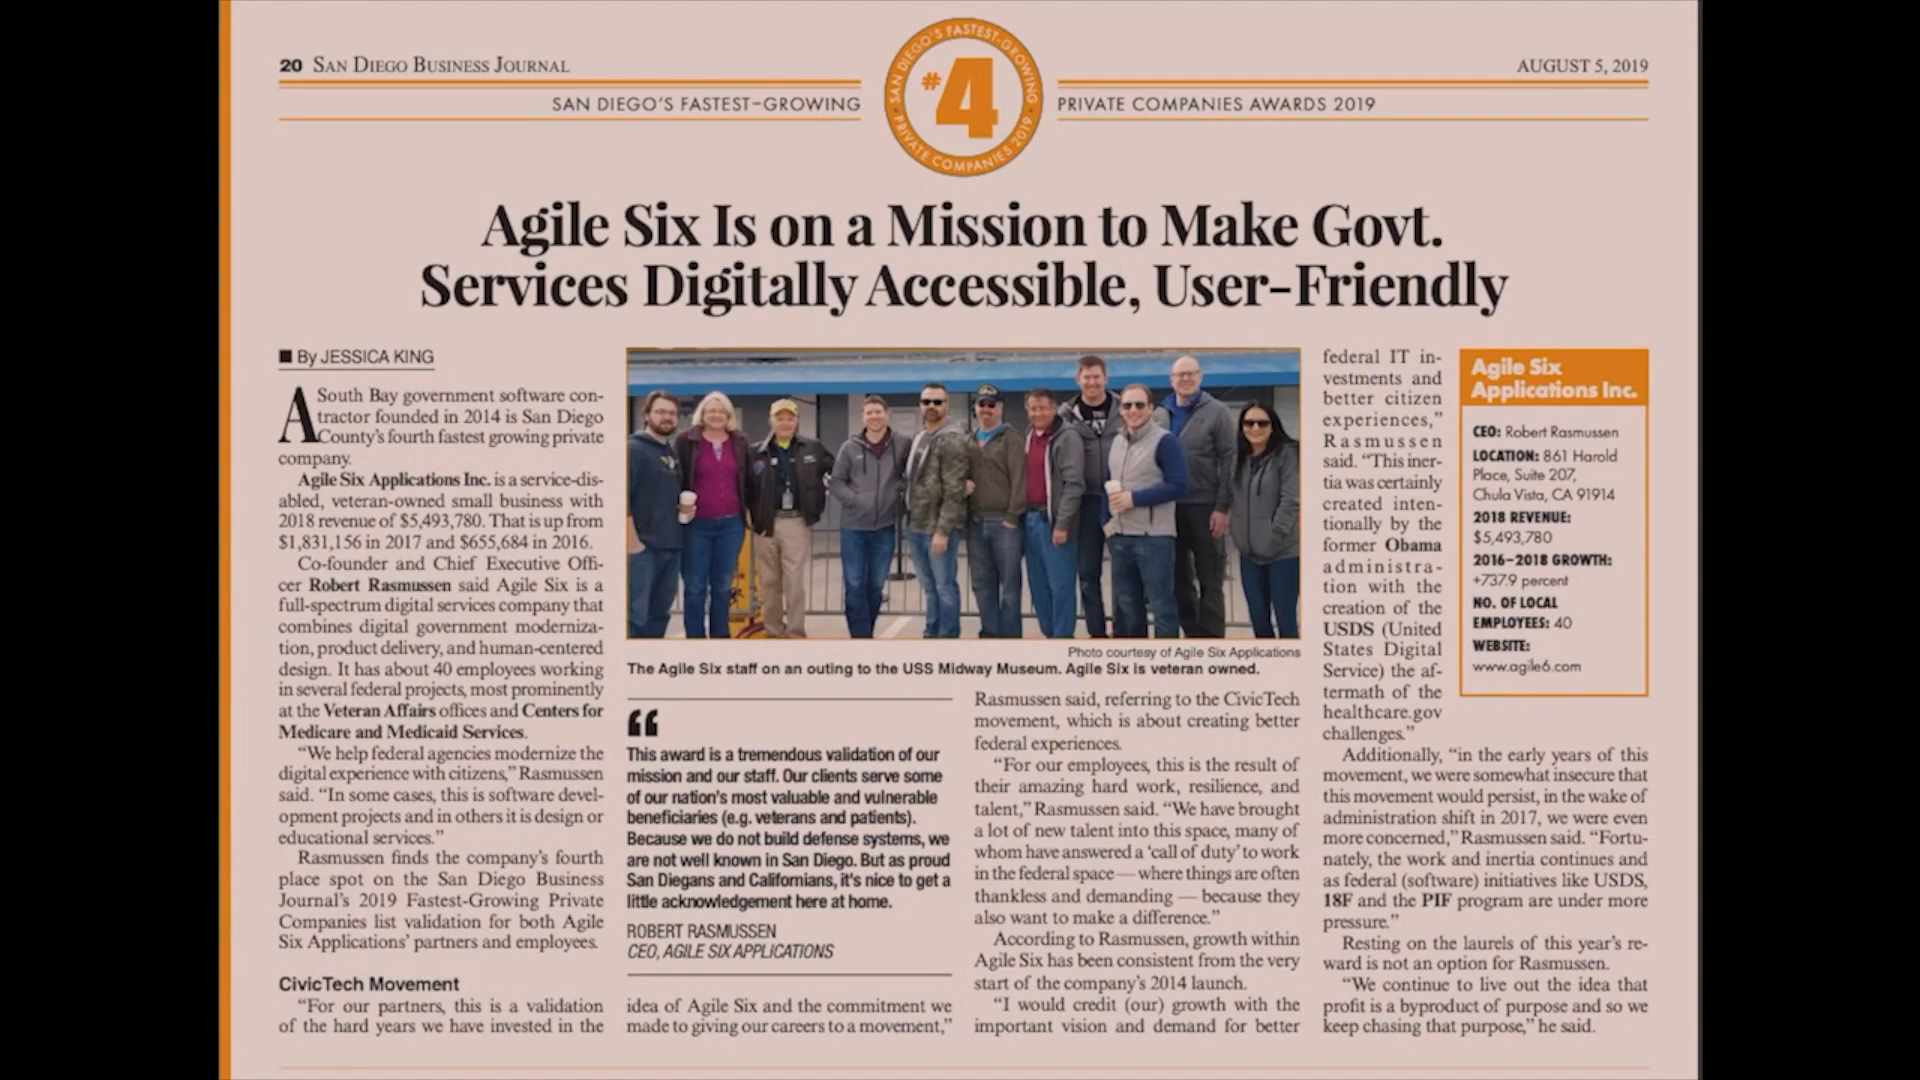 20 SAN DIEGO BUSINESS JOURNAL
AUGUST 5, 2019
SAN DIEGO'S FASTEST-GROWING
SAN DIEGO'S FASTEST-GROWING
#4
PRIVATE COMPANIES 2019
PRIVATE COMPANIES AWARDS 2019
Agile Six Is on a Mission to Make Govt.
Services Digitally Accessible, User-Friendly
By JESSICA KING
A South Bay government software con-
tractor founded in 2014 is San Diego
County's fourth fastest growing private
company.
Agile Six Applications Inc. is a service-dis-
abled, veteran-owned small business with
2018 revenue of $5,493,780. That is up from
$1,831,156 in 2017 and $655,684 in 2016.
Co-founder and Chief Executive Offi-
cer Robert Rasmussen said Agile Six is a
full-spectrum digital services company that
combines digital government moderniza-
tion, product delivery, and human-centered
design. It has about 40 employees working
in several federal projects, most prominently
at the Veteran Affairs offices and Centers for
Medicare and Medicaid Services.
"We help federal agencies modernize the
digital experience with citizens," Rasmussen
said. "In some cases, this is software devel-
opment projects and in others it is design or
educational services."
Rasmussen finds the company's fourth
place spot on the San Diego Business
Journal's 2019 Fastest-Growing Private
Companies list validation for both Agile
Six Applications' partners and employees.
CivicTech Movement
"For our partners, this is a validation
of the hard years we have invested in the
Photo courtesy of Agile Six Applications
The Agile Six staff on an outing to the USS Midway Museum. Agile Six is veteran owned.
"
This award is a tremendous validation of our
mission and our staff. Our clients serve some
of our nation's most valuable and vulnerable
beneficiaries (e.g. veterans and patients).
Because we do not build defense systems, we
are not well known in San Diego. But as proud
San Diegans and Californians, it's nice to get a
little acknowledgement here at home.
ROBERT RASMUSSEN
CEO, AGILE SIX APPLICATIONS
idea of Agile Six and the commitment we
made to giving our careers to a movement,"
Rasmussen said, referring to the CivicTech
movement, which is about creating better
federal experiences.
"For our employees, this is the result of
their amazing hard work, resilience, and
talent," Rasmussen said. "We have brought
a lot of new talent into this space, many of
whom have answered a 'call of duty' to work
in the federal space — where things are often
thankless and demanding — because they
also want to make a difference."
According to Rasmussen, growth within
Agile Six has been consistent from the very
start of the company's 2014 launch.
"I would credit (our) growth with the
important vision and demand for better
federal IT in-
vestments and
better citizen
experiences,"
Rasmussen
said. "This iner-
tia was certainly
created inten-
tionally by the
former Obama
administra-
tion with the
creation of the
USDS (United
States Digital
Service) the af-
termath of the
healthcare.gov
challenges."
Additionally, "in the early years of this
movement, we were somewhat insecure that
this movement would persist, in the wake of
administration shift in 2017, we were even
more concerned," Rasmussen said. "Fortu-
nately, the work and inertia continues and
as federal (software) initiatives like USDS,
18F and the PIF program are under more
pressure."
Resting on the laurels of this year's re-
ward is not an option for Rasmussen.
"We continue to live out the idea that
profit is a byproduct of purpose and so we
keep chasing that purpose," he said.
Agile Six
Applications Inc.
CEO: Robert Rasmussen
LOCATION: 861 Harold
Place, Suite 207,
Chula Vista, CA 91914
2018 REVENUE:
$5,493,780
2016-2018 GROWTH:
+737.9 percent
NO. OF LOCAL
EMPLOYEES: 40
WEBSITE:
www.agile6.com